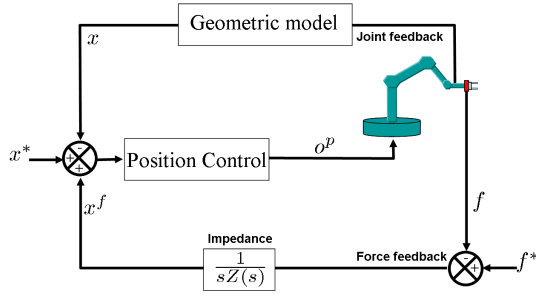 Geometric model
x
Joint feedback
-
x* + +
Position Control
o^p
x^f
f
Impedance
1/(sZ(s))
Force feedback
- + f*